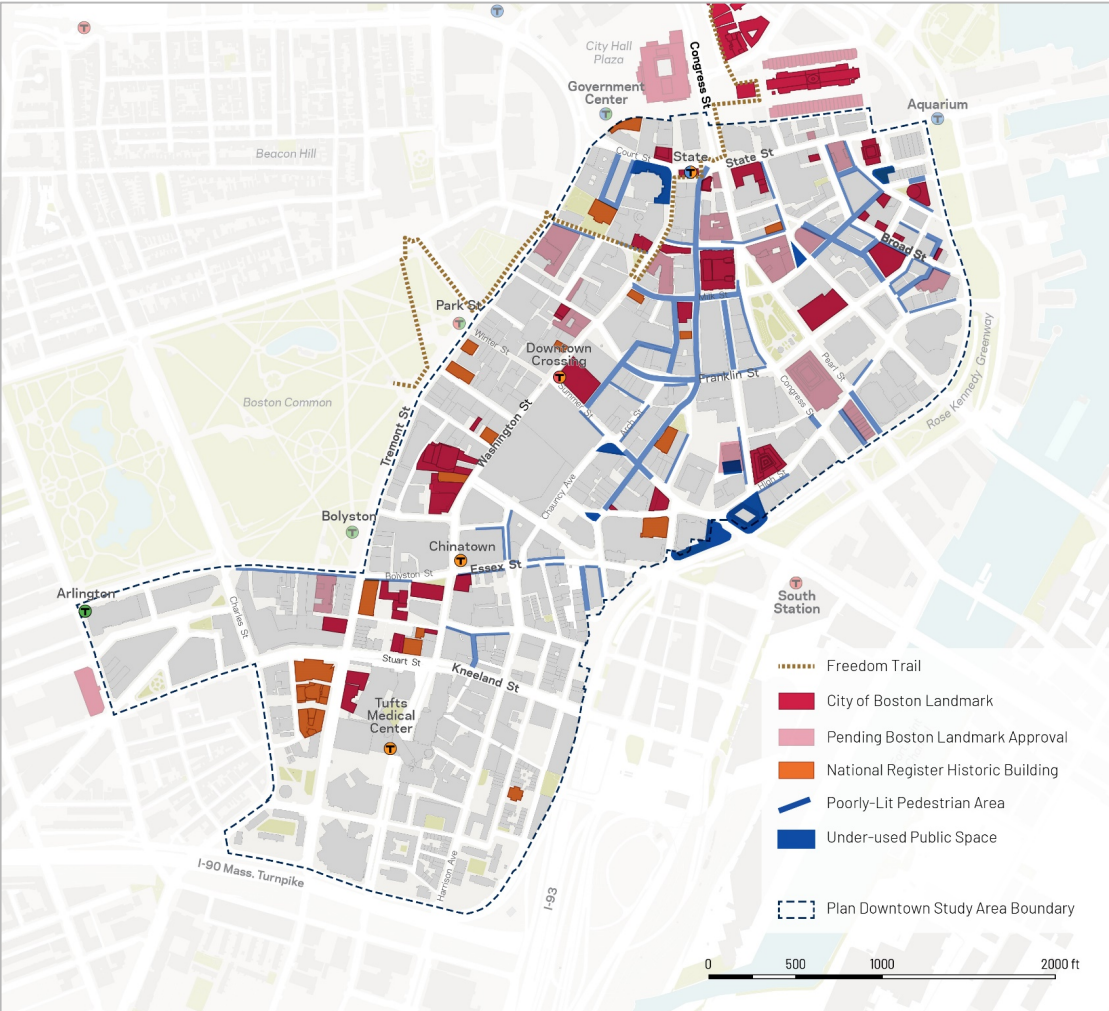 City Hall
Plaza
Congress St
Government
Center
Aquarium
Beacon Hill
Court St
State
State St
Broad St
Park St
Milk St
Winter St
Downtown
Crossing
Franklin St
Pearl St
Congress St
Summer St
Boston Common
Arch St
Rose Kennedy Greenway
Tremont St
Washington St
High St
Chauncy Ave
Bolyston
Chinatown
Essex St
Bolyston St
Arlington
Charles St
South
Station
Stuart St
Kneeland St
Tufts
Medical
Center
Harrison Ave
I-90 Mass. Turnpike
I-93
Freedom Trail
City of Boston Landmark
Pending Boston Landmark Approval
National Register Historic Building
Poorly-Lit Pedestrian Area
Under-used Public Space
Plan Downtown Study Area Boundary
0 500 1000 2000 ft
T
T
T
T
T
T
T
T
T
T
T
T